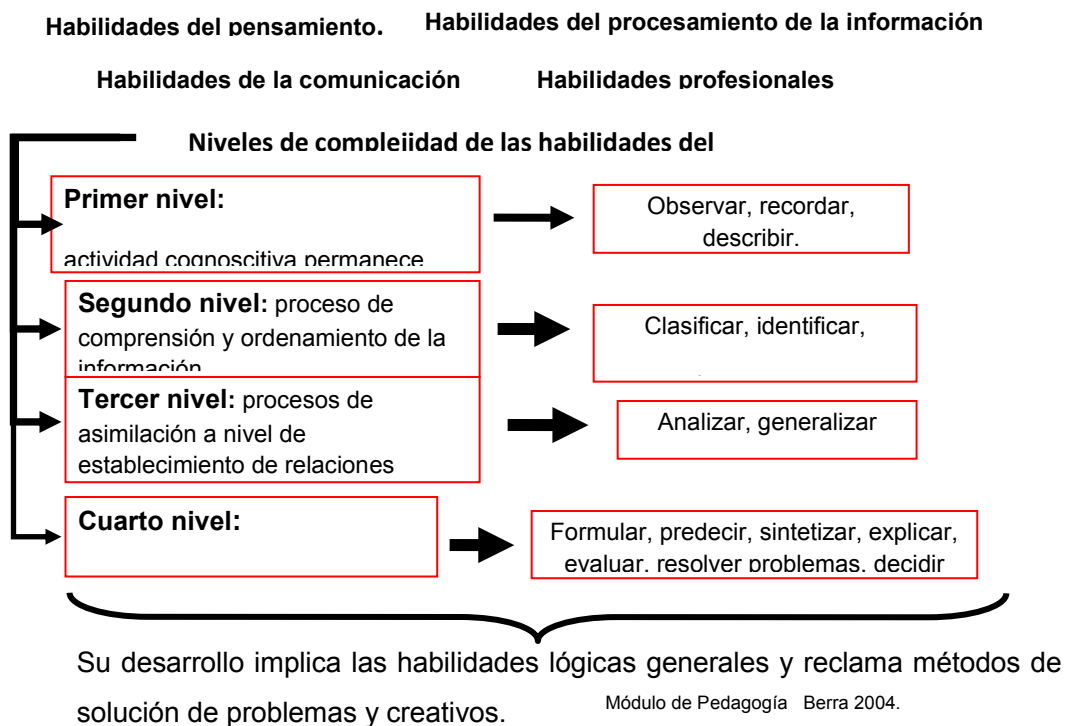 Habilidades del pensamiento.
Habilidades del procesamiento de la información
Habilidades de la comunicación
Habilidades profesionales
Niveles de complejidad de las habilidades del
Primer nivel:
actividad cognoscitiva permanece
Observar, recordar,
describir.
Segundo nivel: proceso de
comprensión y ordenamiento de la
información
Clasificar, identificar,
Tercer nivel: procesos de
asimilación a nivel de
establecimiento de relaciones
Analizar, generalizar
Cuarto nivel:
Formular, predecir, sintetizar, explicar,
evaluar, resolver problemas, decidir
Su desarrollo implica las habilidades lógicas generales y reclama métodos de
solución de problemas y creativos.
Módulo de Pedagogía Berra 2004.